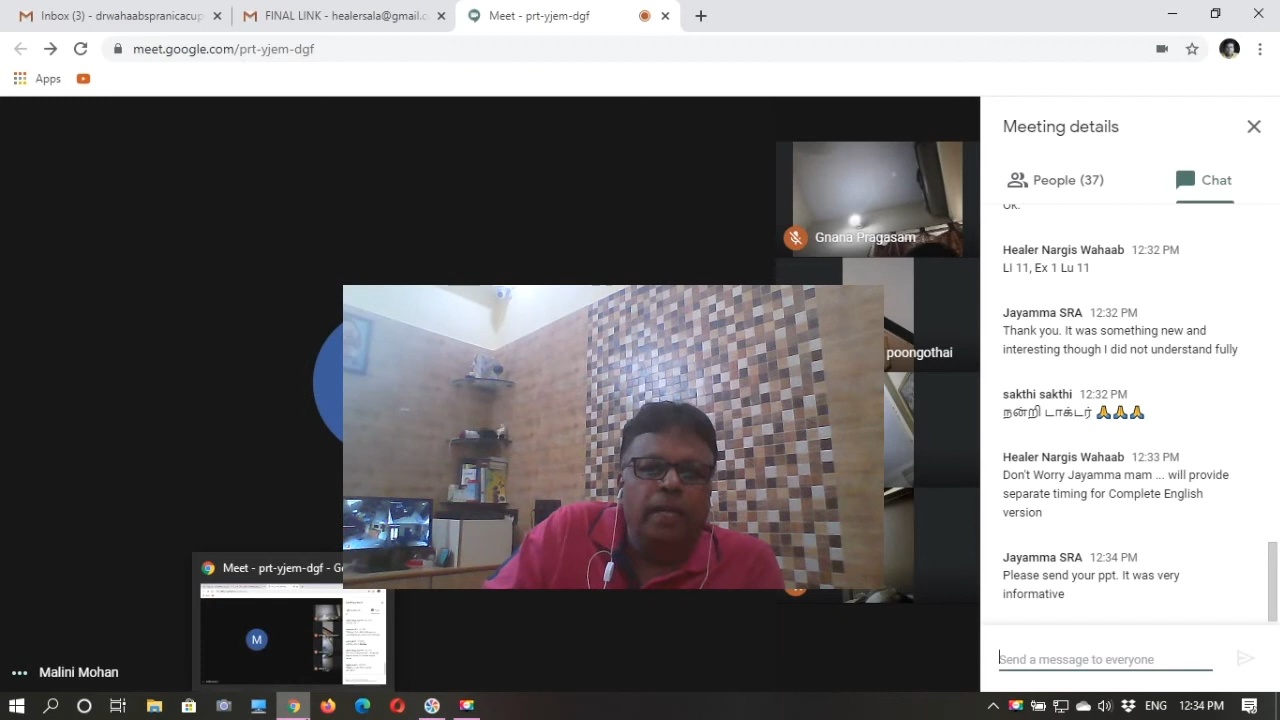 Inbox (3) - drwahaabspranicacup
FINAL LINK - healersala@gmail.c
Meet - prt-yjem-dgf
meet.google.com/prt-yjem-dgf
Apps
Meeting details
People (37)
Chat
Ok.
Healer Nargis Wahaab 12:32 PM
LI 11, Ex 1 Lu 11
Jayamma SRA 12:32 PM
Thank you. It was something new and
interesting though I did not understand fully
sakthi sakthi 12:32 PM
நன்றி டாக்டர் 🙏🙏🙏
Healer Nargis Wahaab 12:33 PM
Don't Worry Jayamma mam ... will provide
separate timing for Complete English
version
Jayamma SRA 12:34 PM
Please send your ppt. It was very
informative
Send a message to everyone
Gnana Pragasam
poongothai
Meet - prt-yjem-dgf - G
M
12:34 PM